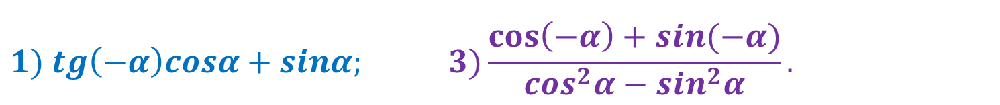 1) tg(−α)cosα + sinα; 3) cos(−α) + sin(−α) / cos²α − sin²α .